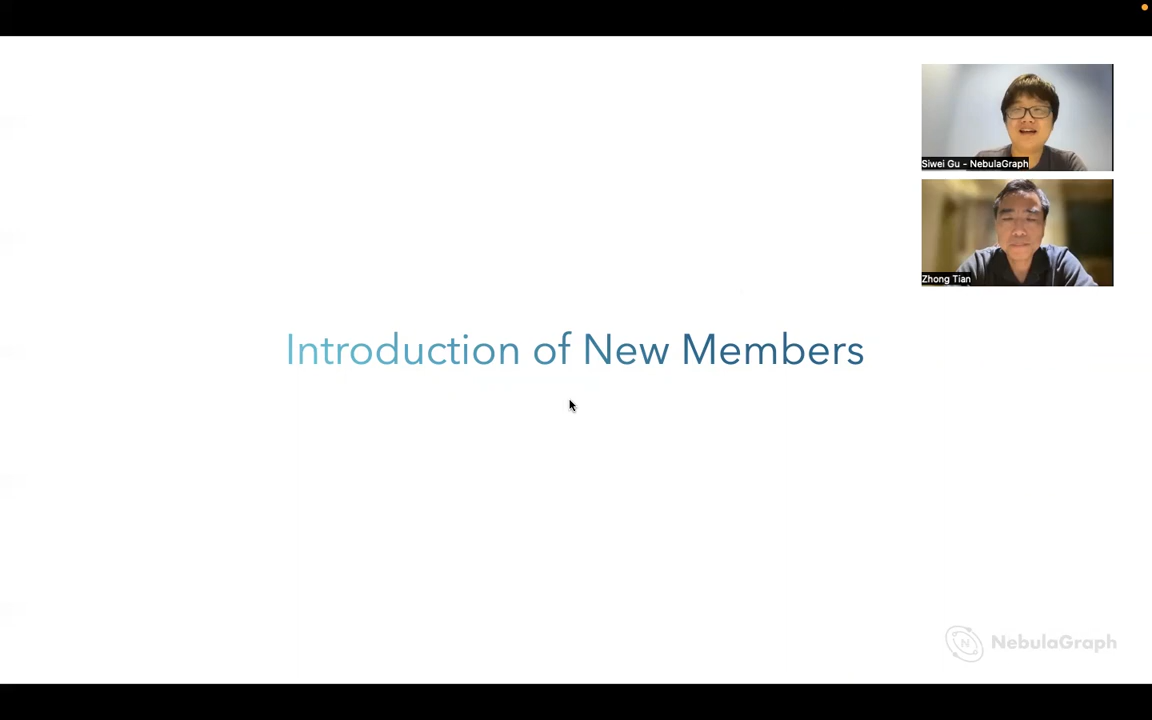 Siwei Gu - NebulaGraph
Zhong Tian
Introduction of New Members
NebulaGraph